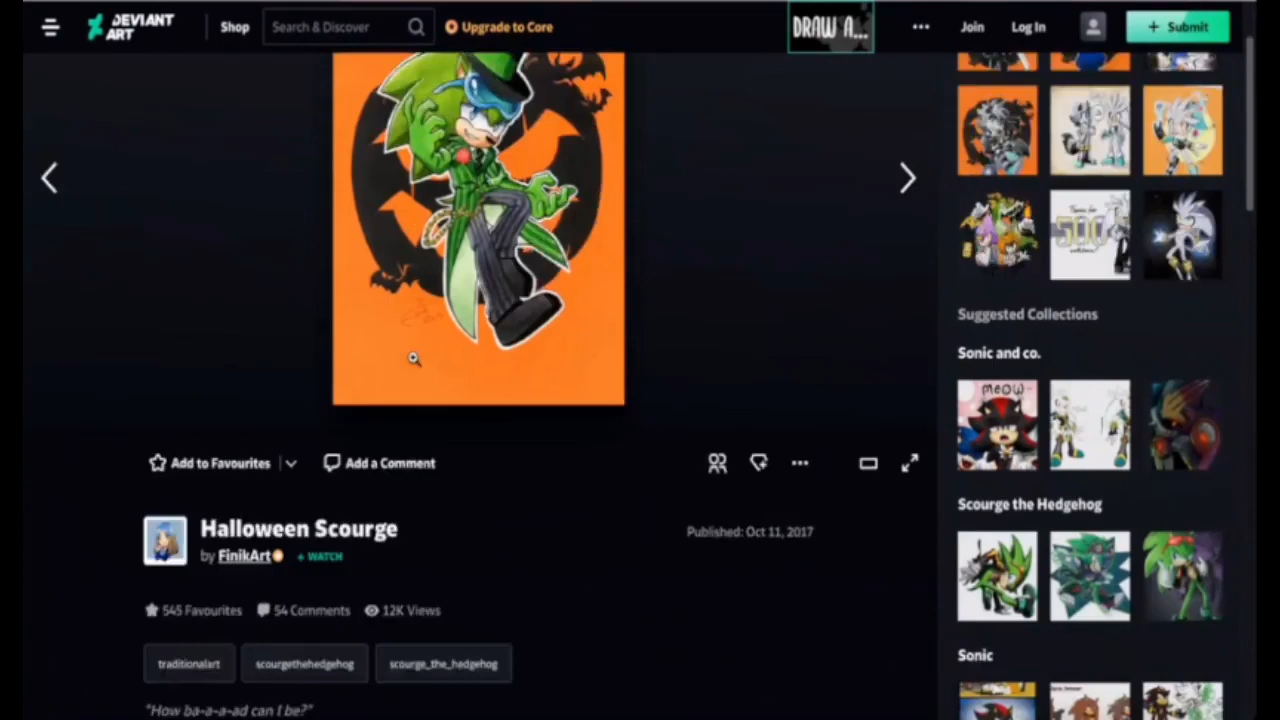 DEVIANT ART
Shop
Search & Discover
Upgrade to Core
DRAW A...
Join
Log In
+ Submit
Suggested Collections
Sonic and co.
MEOW
Scourge the Hedgehog
Sonic
Add to Favourites
Add a Comment
Halloween Scourge
by FinikArt
+ WATCH
Published: Oct 11, 2017
545 Favourites
54 Comments
12K Views
traditionalart
scourgethehedgehog
scourge_the_hedgehog
"How ba-a-a-ad can I be?"